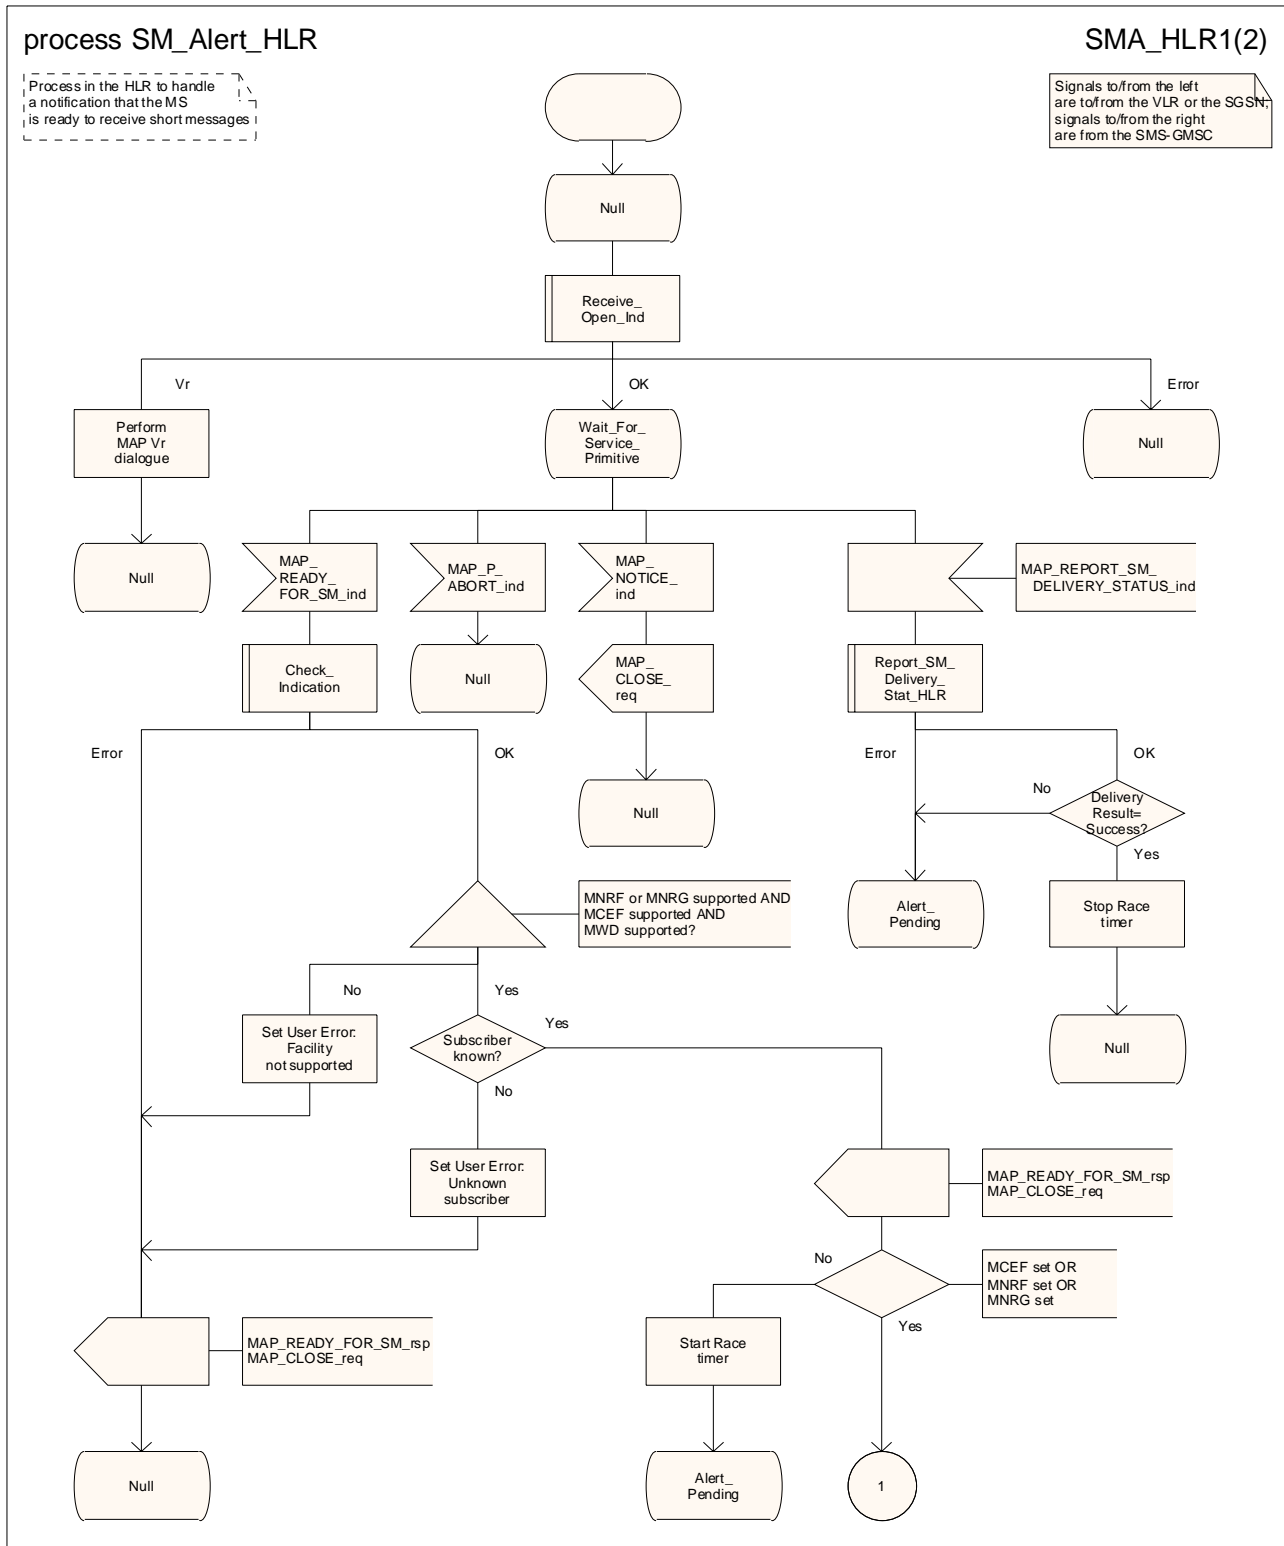 process SM_Alert_HLR
SMA_HLR1(2)
Process in the HLR to handle
a notification that the MS
is ready to receive short messages
Signals to/from the left
are to/from the VLR or the SGSN;
signals to/from the right
are from the SMS-GMSC
Null
Receive_
Open_Ind
Vr
OK
Error
Perform
MAP Vr
dialogue
Wait_For_
Service_
Primitive
Null
Null
MAP_
READY_
FOR_SM_ind
MAP_P_
ABORT_ind
MAP_
NOTICE_
ind
MAP_REPORT_SM_
DELIVERY_STATUS_ind
Check_
Indication
Null
MAP_
CLOSE_
req
Report_SM_
Delivery_
Stat_HLR
Error
OK
Error
OK
Null
No
Delivery
Result=
Success?
Yes
MNRF or MNRG supported AND
MCEF supported AND
MWD supported?
Alert_
Pending
Stop Race
timer
No
Yes
Set User Error:
Facility
not supported
Subscriber
known?
Yes
Null
No
Set User Error:
Unknown
subscriber
MAP_READY_FOR_SM_rsp
MAP_CLOSE_req
No
MCEF set OR
MNRF set OR
MNRG set
Yes
MAP_READY_FOR_SM_rsp
MAP_CLOSE_req
Start Race
timer
Null
Alert_
Pending
1